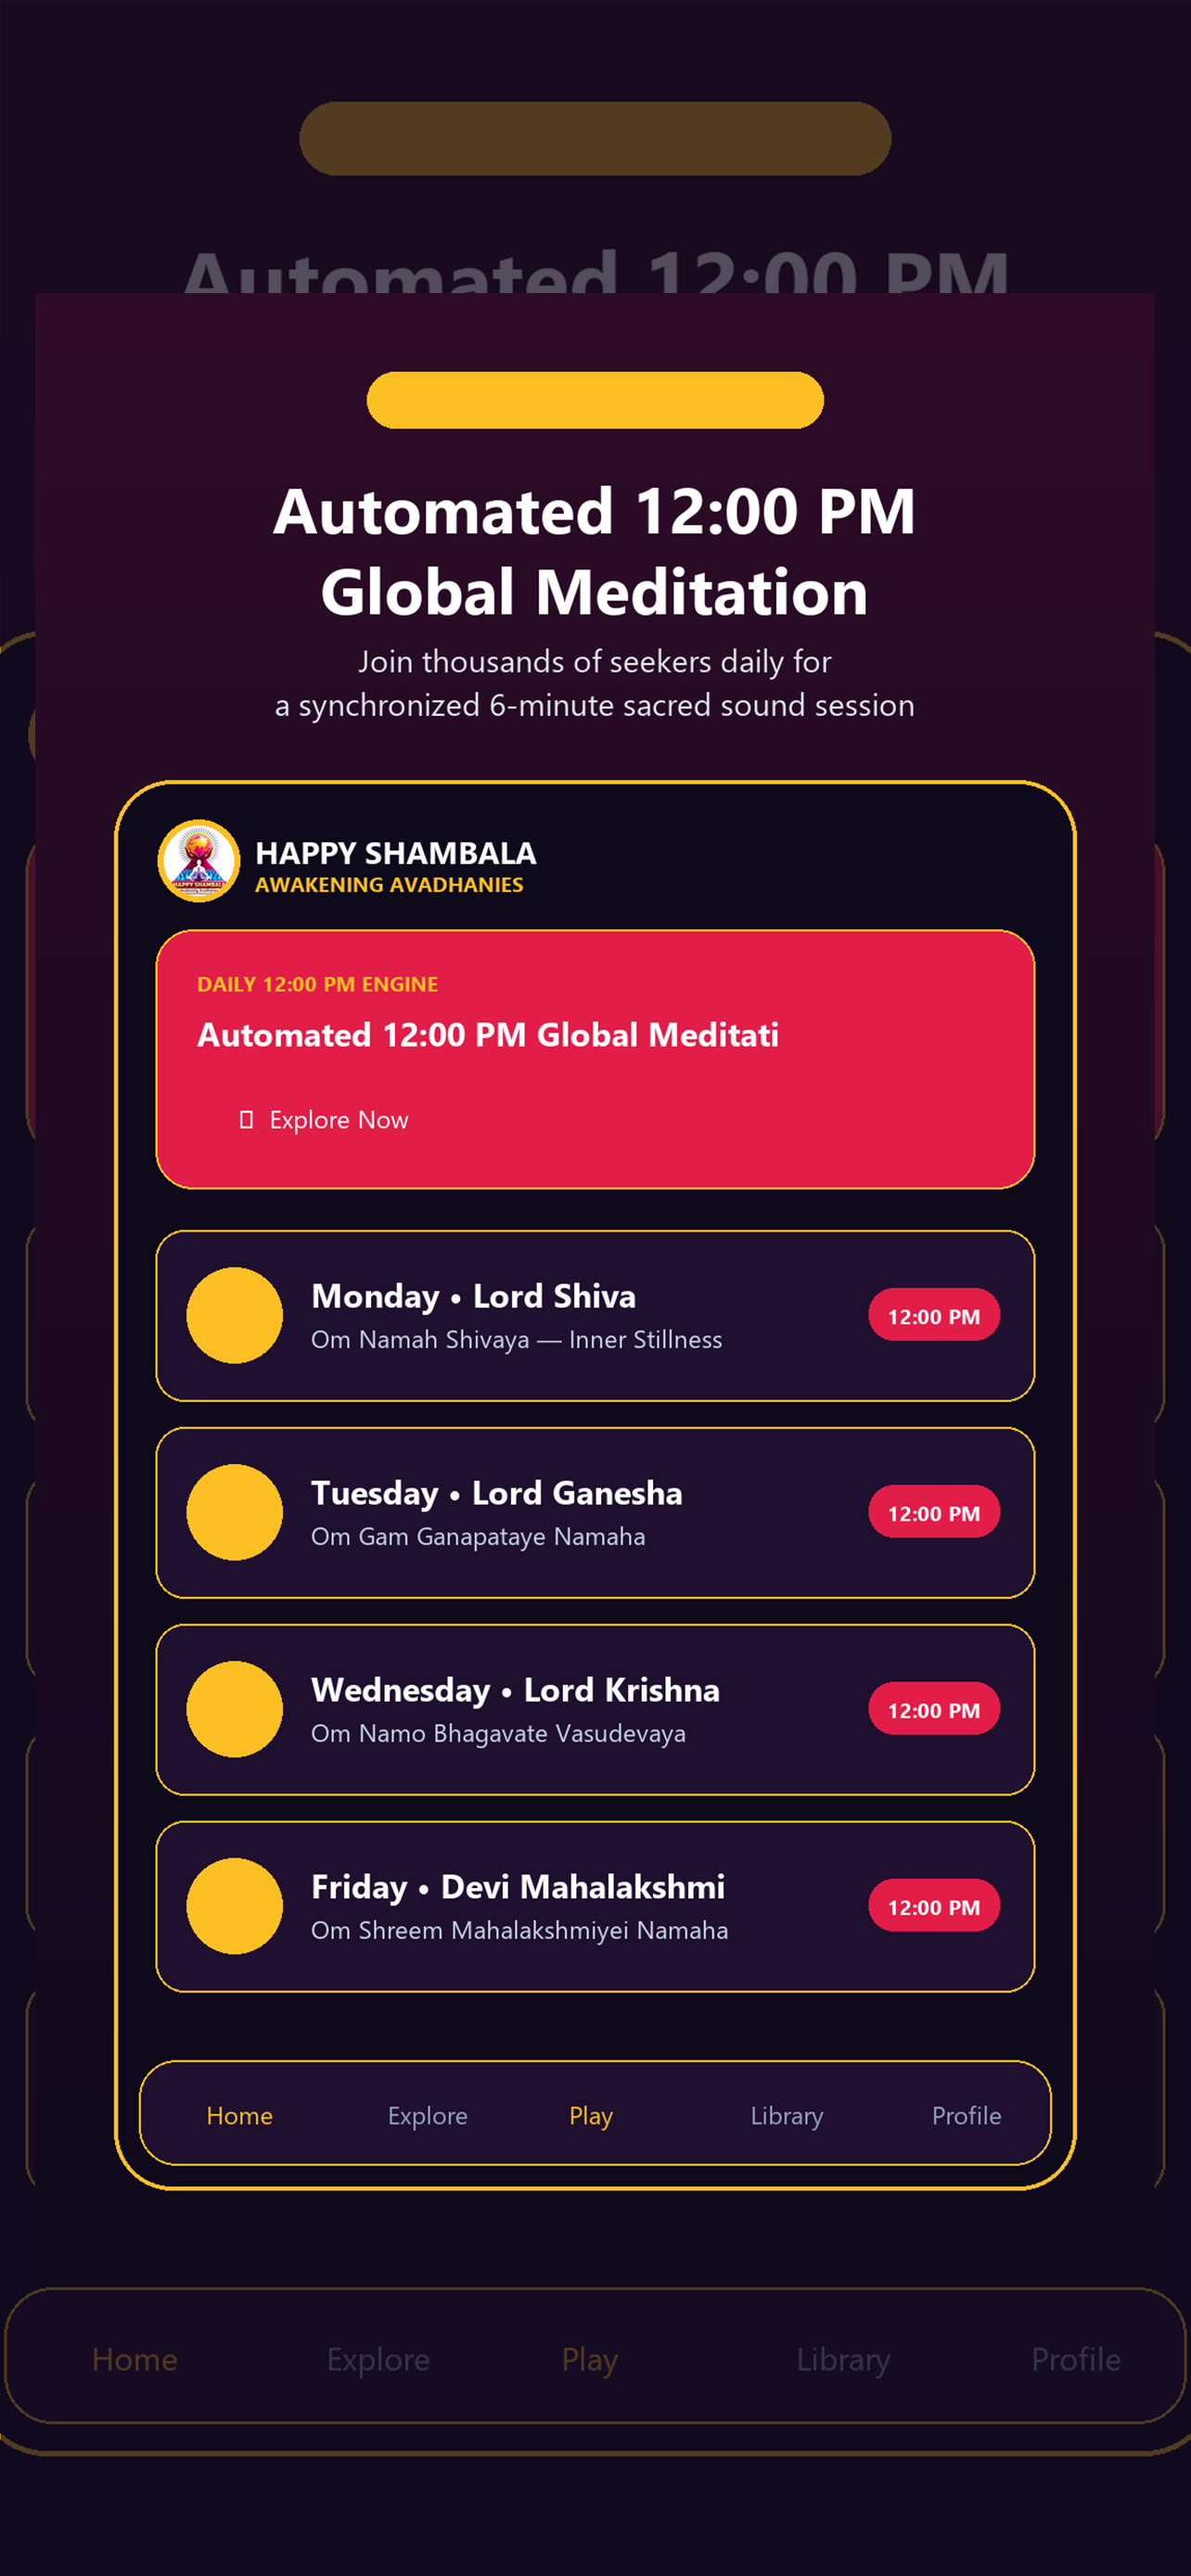 Automated 12:00 PM
Automated 12:00 PM
Global Meditation
Join thousands of seekers daily for
a synchronized 6-minute sacred sound session
HAPPY SHAMBALA
HAPPY SHAMBALA
AWAKENING AVADHANIES
DAILY 12:00 PM ENGINE
Automated 12:00 PM Global Meditati
Explore Now
Monday • Lord Shiva
Om Namah Shivaya — Inner Stillness
12:00 PM
Tuesday • Lord Ganesha
Om Gam Ganapataye Namaha
12:00 PM
Wednesday • Lord Krishna
Om Namo Bhagavate Vasudevaya
12:00 PM
Friday • Devi Mahalakshmi
Om Shreem Mahalakshmiyei Namaha
12:00 PM
Home Explore Play Library Profile
Home Explore Play Library Profile